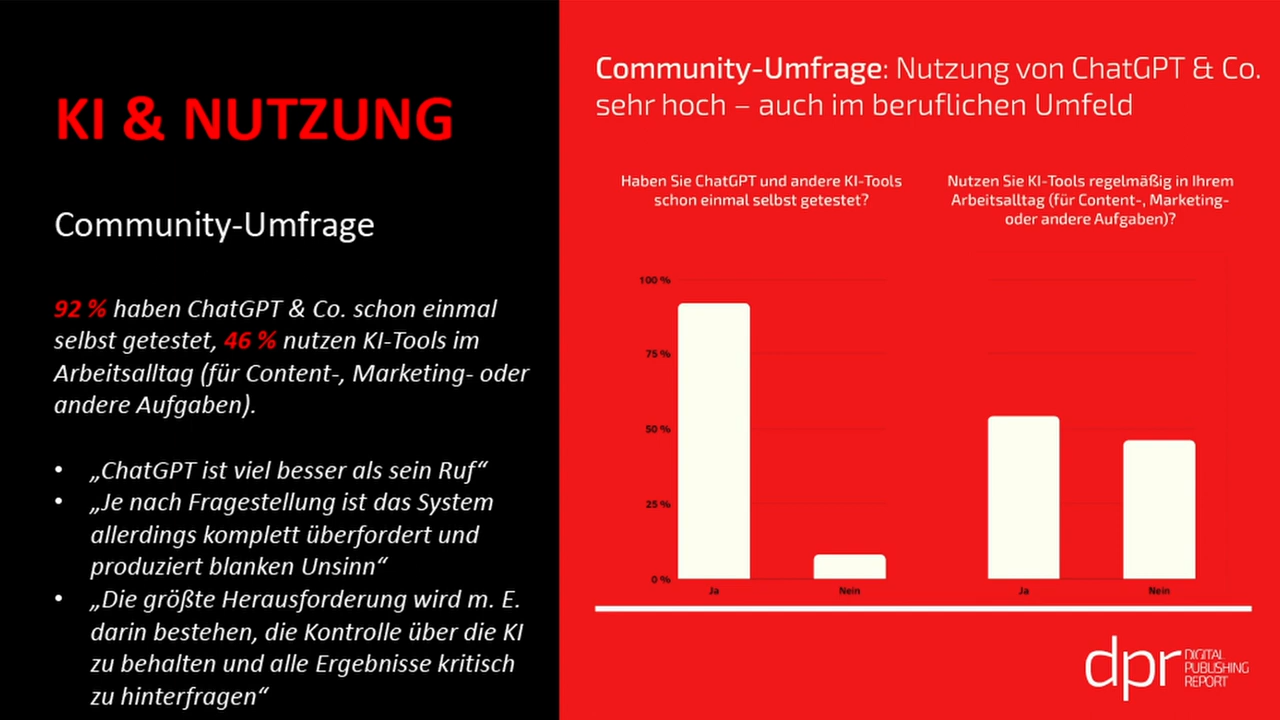 KI & NUTZUNG
Community-Umfrage
92 % haben ChatGPT & Co. schon einmal
selbst getestet, 46 % nutzen KI-Tools im
Arbeitsalltag (für Content-, Marketing- oder
andere Aufgaben).
• „ChatGPT ist viel besser als sein Ruf“
• „Je nach Fragestellung ist das System
allerdings komplett überfordert und
produziert blanken Unsinn“
• „Die größte Herausforderung wird m. E.
darin bestehen, die Kontrolle über die KI
zu behalten und alle Ergebnisse kritisch
zu hinterfragen“
Community-Umfrage: Nutzung von ChatGPT & Co.
sehr hoch – auch im beruflichen Umfeld
Haben Sie ChatGPT und andere KI-Tools
schon einmal selbst getestet?
100 %
75 %
50 %
25 %
0 %
Ja Nein
Nutzen Sie KI-Tools regelmäßig in Ihrem
Arbeitsalltag (für Content-, Marketing-
oder andere Aufgaben)?
Ja Nein
dpr
DIGITAL
PUBLISHING
REPORT